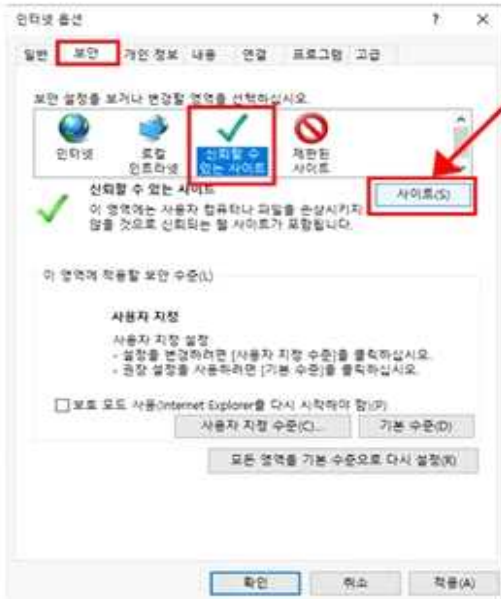 인터넷 옵션
? ×
일반 보안 개인 정보 내용 연결 프로그램 고급
보안 설정을 보거나 변경할 영역을 선택하십시오.
인터넷
로컬
인트라넷
신뢰할 수
있는 사이트
제한된
사이트
신뢰할 수 있는 사이트
사이트(S)
이 영역에는 사용자 컴퓨터나 파일을 손상시키지
않을 것으로 신뢰되는 웹 사이트가 포함됩니다.
이 영역에 적용할 보안 수준(L)
사용자 지정
사용자 지정 설정
- 설정을 변경하려면 [사용자 지정 수준]을 클릭하십시오.
- 권장 설정을 사용하려면 [기본 수준]을 클릭하십시오.
보호 모드 사용(Internet Explorer를 다시 시작해야 함)(P)
사용자 지정 수준(C)... 기본 수준(D)
모든 영역을 기본 수준으로 다시 설정(R)
확인 취소 적용(A)